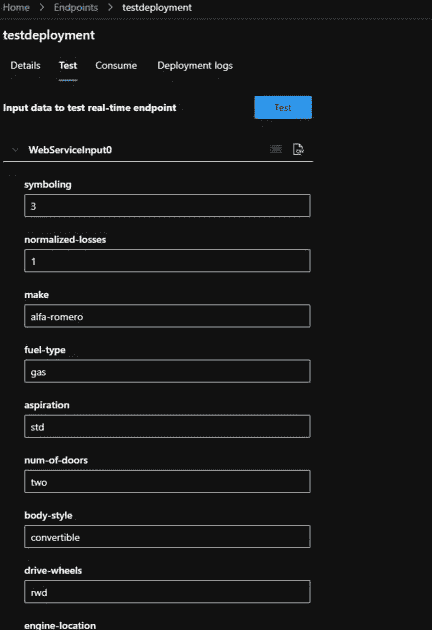 Home > Endpoints > testdeployment
testdeployment
Details Test Consume Deployment logs
Input data to test real-time endpoint Test
WebServiceInput0
symboling
3
normalized-losses
1
make
alfa-romero
fuel-type
gas
aspiration
std
num-of-doors
two
body-style
convertible
drive-wheels
rwd
engine-location